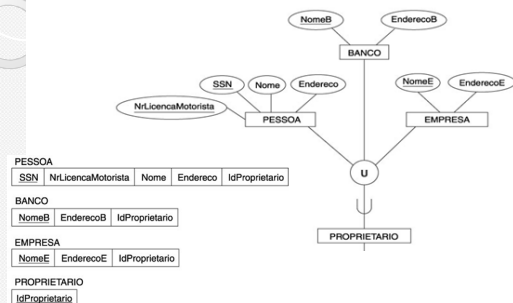 NomeB EnderecoB
BANCO
SSN Nome Endereco NomeE EnderecoE
NrLicencaMotorista
PESSOA EMPRESA
U
PROPRIETARIO
PESSOA
SSN NrLicencaMotorista Nome Endereco IdProprietario
BANCO
NomeB EnderecoB IdProprietario
EMPRESA
NomeE EnderecoE IdProprietario
PROPRIETARIO
IdProprietario